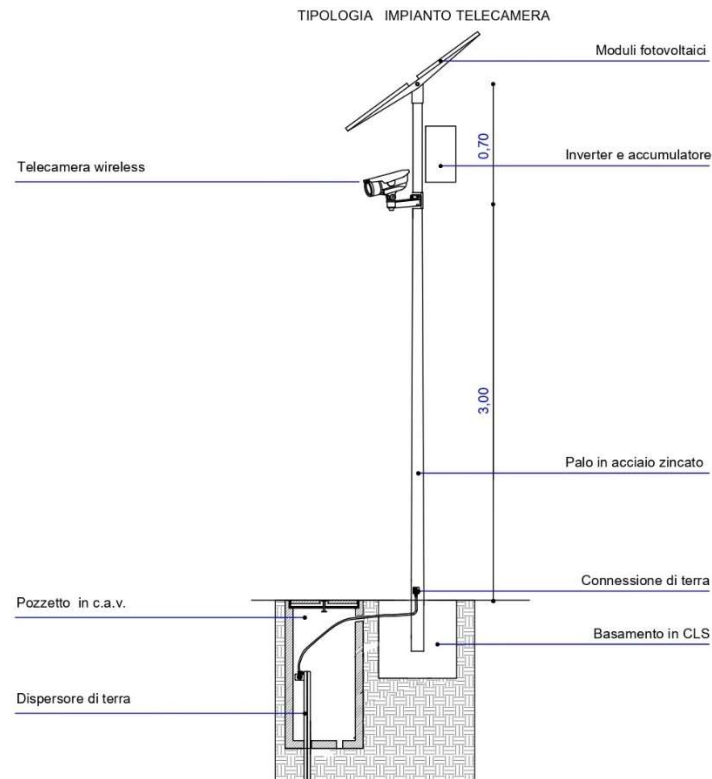 TIPOLOGIA IMPIANTO TELECAMERA
Moduli fotovoltaici
0,70
Inverter e accumulatore
Telecamera wireless
3,00
Palo in acciaio zincato
Connessione di terra
Pozzetto in c.a.v.
Basamento in CLS
Dispersore di terra